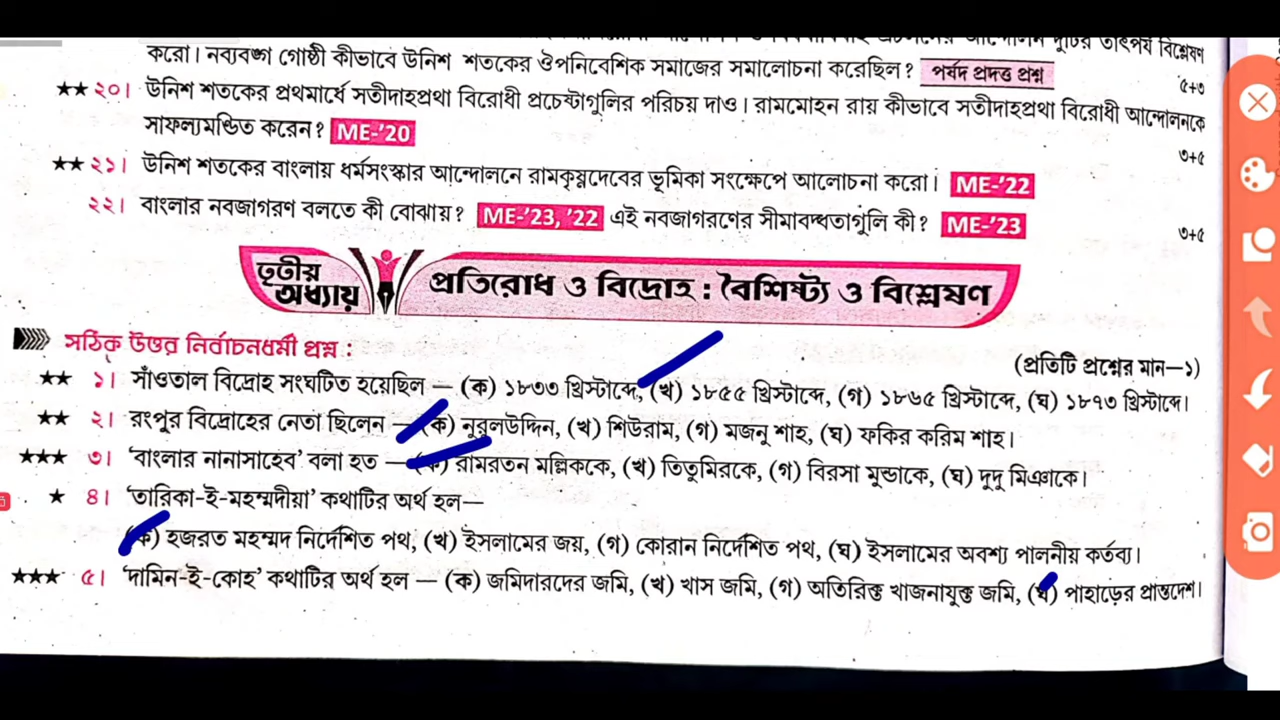 করো। নব্যবঙ্গ গোষ্ঠী কীভাবে উনিশ শতকের ঔপনিবেশিক সমাজের সমালোচনা করেছিল? পর্ষদ প্রদত্ত প্রশ্ন ৫+৩
★★ ২০। উনিশ শতকের প্রথমার্ধে সতীদাহপ্রথা বিরোধী প্রচেষ্টাগুলির পরিচয় দাও। রামমোহন রায় কীভাবে সতীদাহপ্রথা বিরোধী আন্দোলনকে
সাফল্যমণ্ডিত করেন? ME-'20 ৩+৫
★★ ২১। উনিশ শতকের বাংলায় ধর্মসংস্কার আন্দোলনে রামকৃষ্ণদেবের ভূমিকা সংক্ষেপে আলোচনা করো। ME-'22
২২। বাংলার নবজাগরণ বলতে কী বোঝায়? ME-'23, '22 এই নবজাগরণের সীমাবদ্ধতাগুলি কী? ME-'23 ৩+৫
তৃতীয়
অধ্যায়
প্রতিরোধ ও বিদ্রোহ : বৈশিষ্ট্য ও বিশ্লেষণ
সঠিক উত্তর নির্বাচনধর্মী প্রশ্ন : (প্রতিটি প্রশ্নের মান—১)
★★ ১। সাঁওতাল বিদ্রোহ সংঘটিত হয়েছিল — (ক) ১৮৩৩ খ্রিস্টাব্দে, (খ) ১৮৫৫ খ্রিস্টাব্দে, (গ) ১৮৬৫ খ্রিস্টাব্দে, (ঘ) ১৮৭৩ খ্রিস্টাব্দে।
★★ ২। রংপুর বিদ্রোহের নেতা ছিলেন — (ক) নুরুলউদ্দিন, (খ) শিউরাম, (গ) মজনু শাহ, (ঘ) ফকির করিম শাহ।
★★★ ৩। 'বাংলার নানাসাহেব' বলা হত — (ক) রামরতন মল্লিককে, (খ) তিতুমিরকে, (গ) বিরসা মুন্ডাকে, (ঘ) দুদু মিঞাকে।
★ ৪। 'তারিকা-ই-মহম্মদীয়া' কথাটির অর্থ হল—
(ক) হজরত মহম্মদ নির্দেশিত পথ, (খ) ইসলামের জয়, (গ) কোরান নির্দেশিত পথ, (ঘ) ইসলামের অবশ্য পালনীয় কর্তব্য।
★★★ ৫। 'দামিন-ই-কোহ' কথাটির অর্থ হল — (ক) জমিদারদের জমি, (খ) খাস জমি, (গ) অতিরিক্ত খাজনাযুক্ত জমি, (ঘ) পাহাড়ের প্রান্তদেশ।